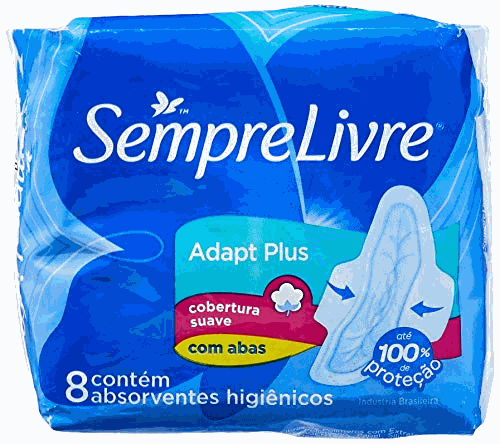 SempreLivre
Adapt Plus
cobertura
suave
com abas
até
100%
de
proteção
8 contém
absorventes higiênicos
Indústria Brasileira